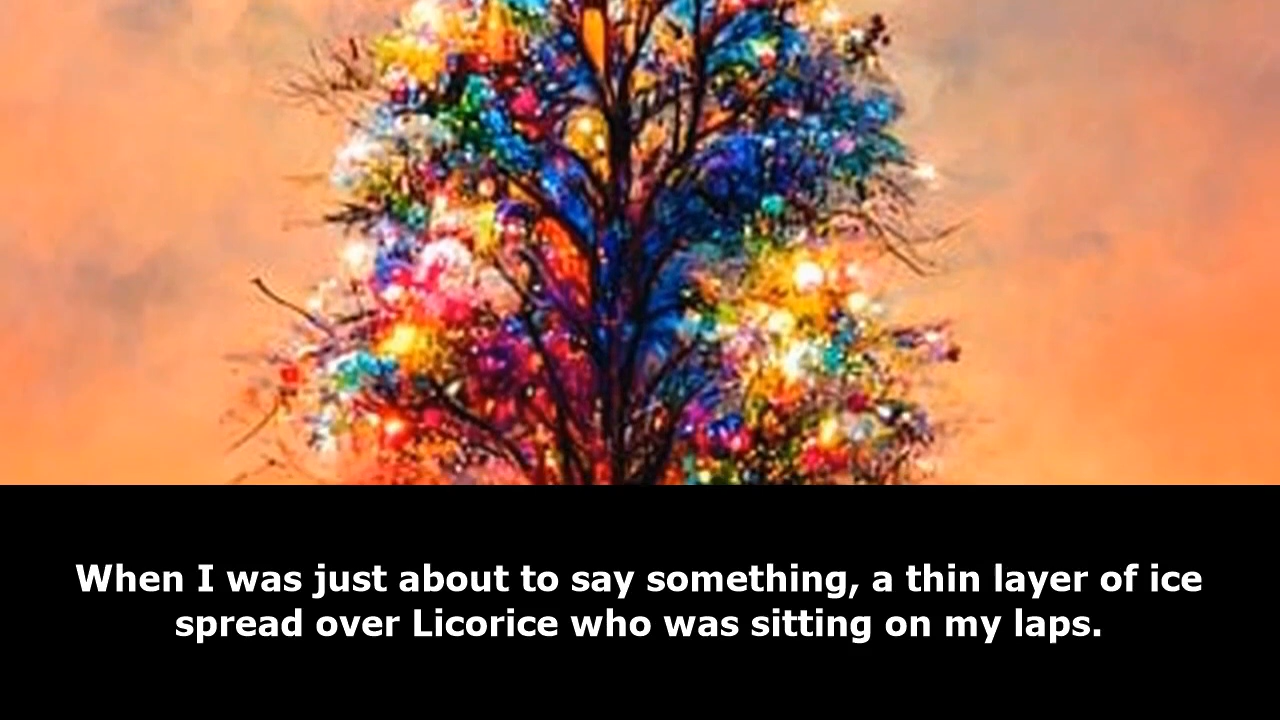 When I was just about to say something, a thin layer of ice
spread over Licorice who was sitting on my laps.